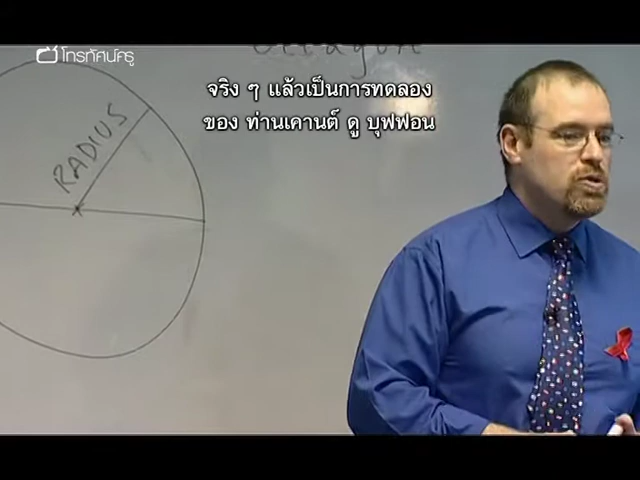 โทรทัศน์ครู
Octagon
จริง ๆ แล้วเป็นการทดลอง
ของ ท่านเคานต์ ดู บุฟฟอน
RADIUS